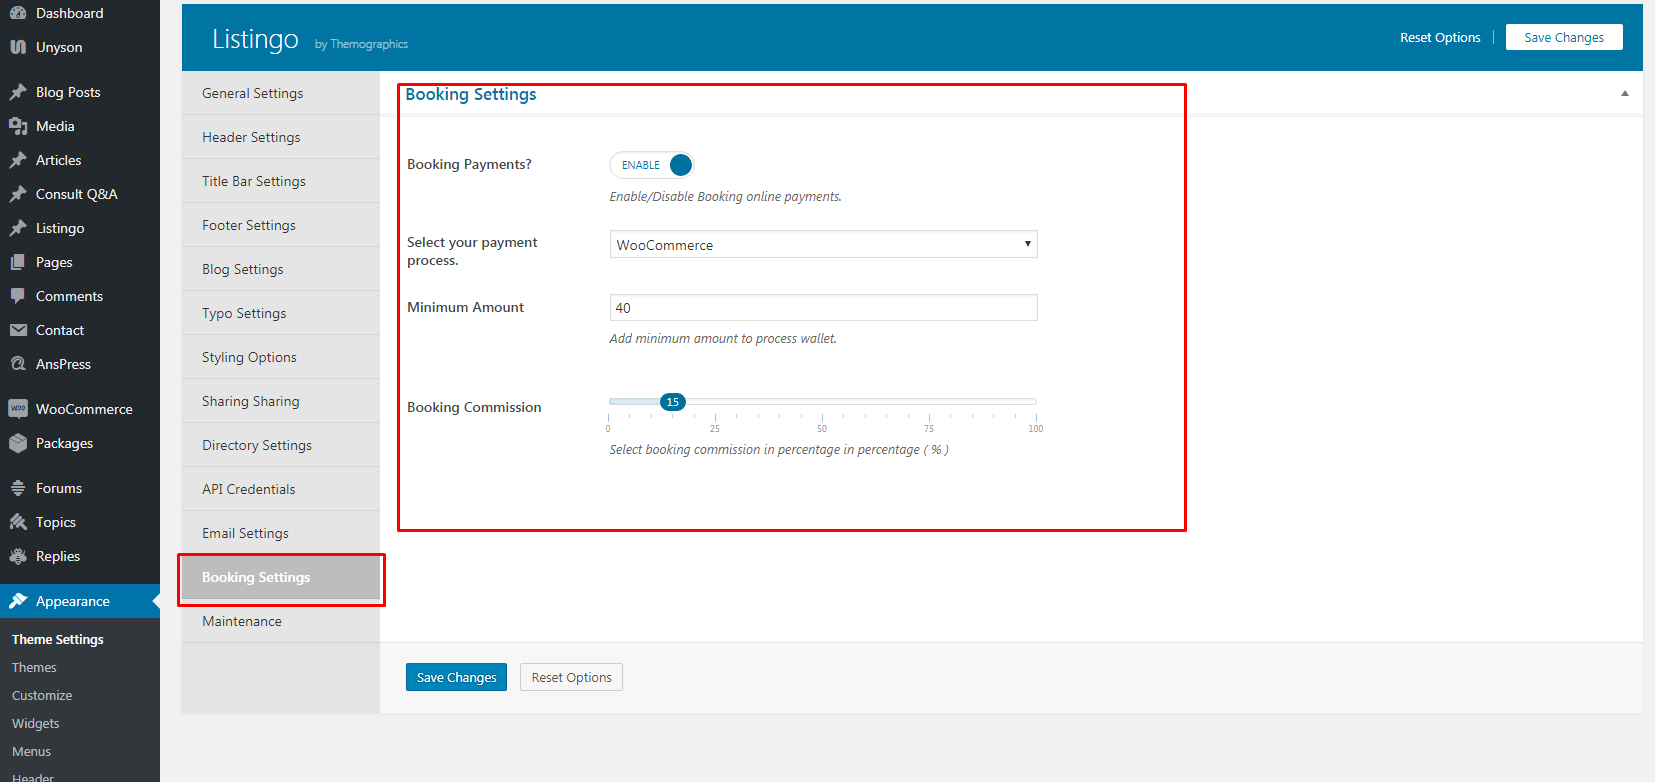 Dashboard
Unyson
Blog Posts
Media
Articles
Consult Q&A
Listingo
Pages
Comments
Contact
AnsPress
WooCommerce
Packages
Forums
Topics
Replies
Appearance
Theme Settings
Themes
Customize
Widgets
Menus
Header
Listingo by Themographics
Reset Options
Save Changes
General Settings
Header Settings
Title Bar Settings
Footer Settings
Blog Settings
Typo Settings
Styling Options
Sharing Sharing
Directory Settings
API Credentials
Email Settings
Booking Settings
Maintenance
Booking Settings
Booking Payments?
ENABLE
Enable/Disable Booking online payments.
Select your payment
process.
WooCommerce
Minimum Amount
40
Add minimum amount to process wallet.
Booking Commission
15
0 25 50 75 100
Select booking commission in percentage in percentage ( % )
Save Changes
Reset Options